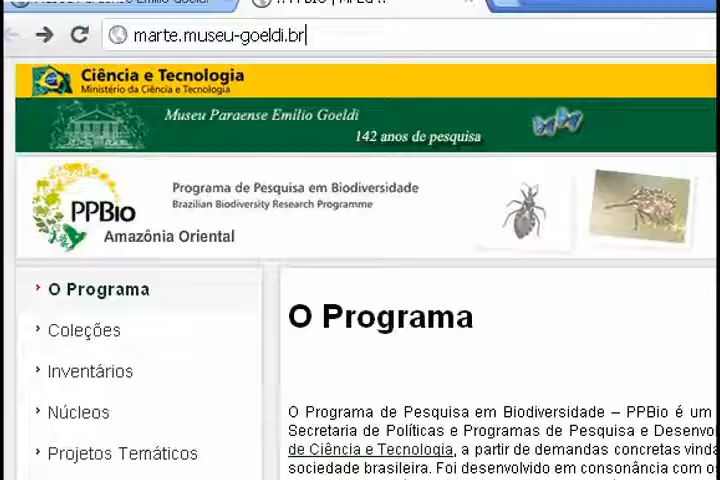 marte.museu-goeldi.br
Ciência e Tecnologia
Ministério da Ciência e Tecnologia
Museu Paraense Emílio Goeldi
142 anos de pesquisa
PPBio
Amazônia Oriental
Programa de Pesquisa em Biodiversidade
Brazilian Biodiversity Research Programme
O Programa
Coleções
Inventários
Núcleos
Projetos Temáticos
O Programa
O Programa de Pesquisa em Biodiversidade – PPBio é um
Secretaria de Políticas e Programas de Pesquisa e Desenvo
de Ciência e Tecnologia, a partir de demandas concretas vinda
sociedade brasileira. Foi desenvolvido em consonância com o